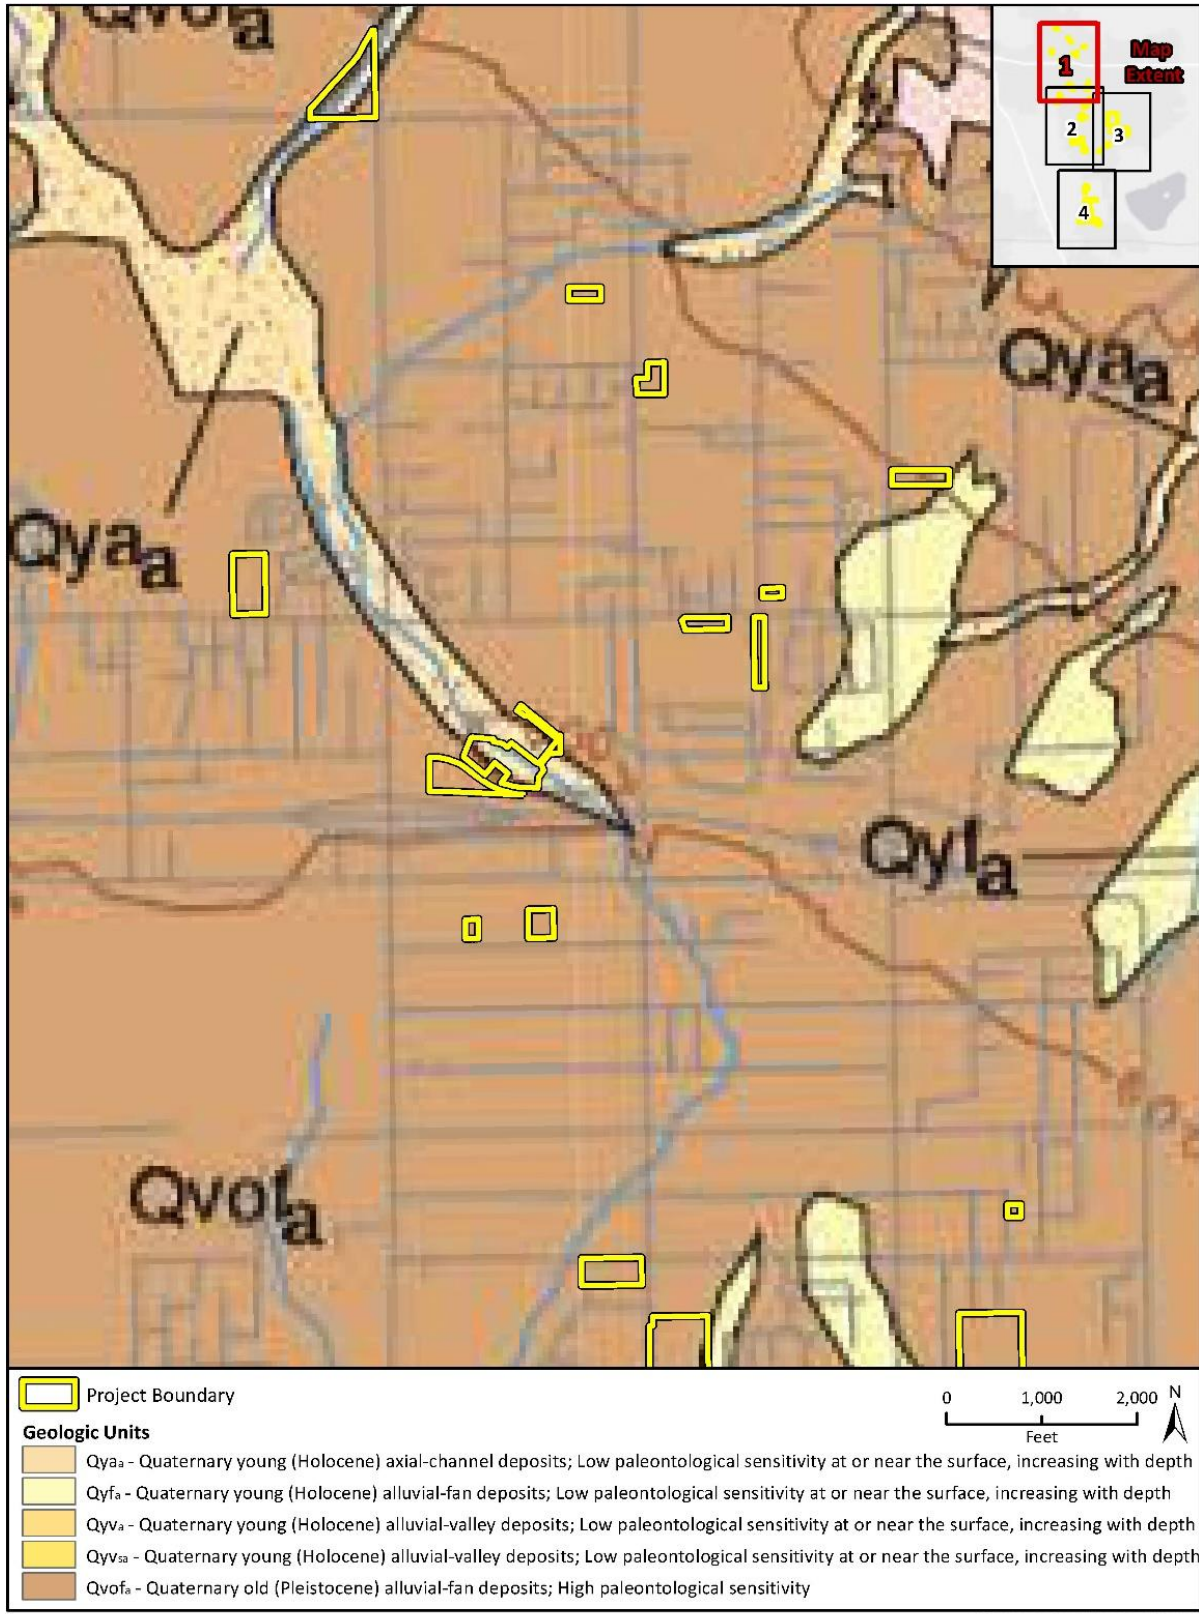 Qvof a
1
Map
Extent
2
3
4
Qya a
Qya a
Qyf a
Qvof a
Project Boundary
0 1,000 2,000
Feet
N
Geologic Units
Qyaa - Quaternary young (Holocene) axial-channel deposits; Low paleontological sensitivity at or near the surface, increasing with depth
Qyfa - Quaternary young (Holocene) alluvial-fan deposits; Low paleontological sensitivity at or near the surface, increasing with depth
Qyva - Quaternary young (Holocene) alluvial-valley deposits; Low paleontological sensitivity at or near the surface, increasing with depth
Qyvsa - Quaternary young (Holocene) alluvial-valley deposits; Low paleontological sensitivity at or near the surface, increasing with depth
Qvofa - Quaternary old (Pleistocene) alluvial-fan deposits; High paleontological sensitivity